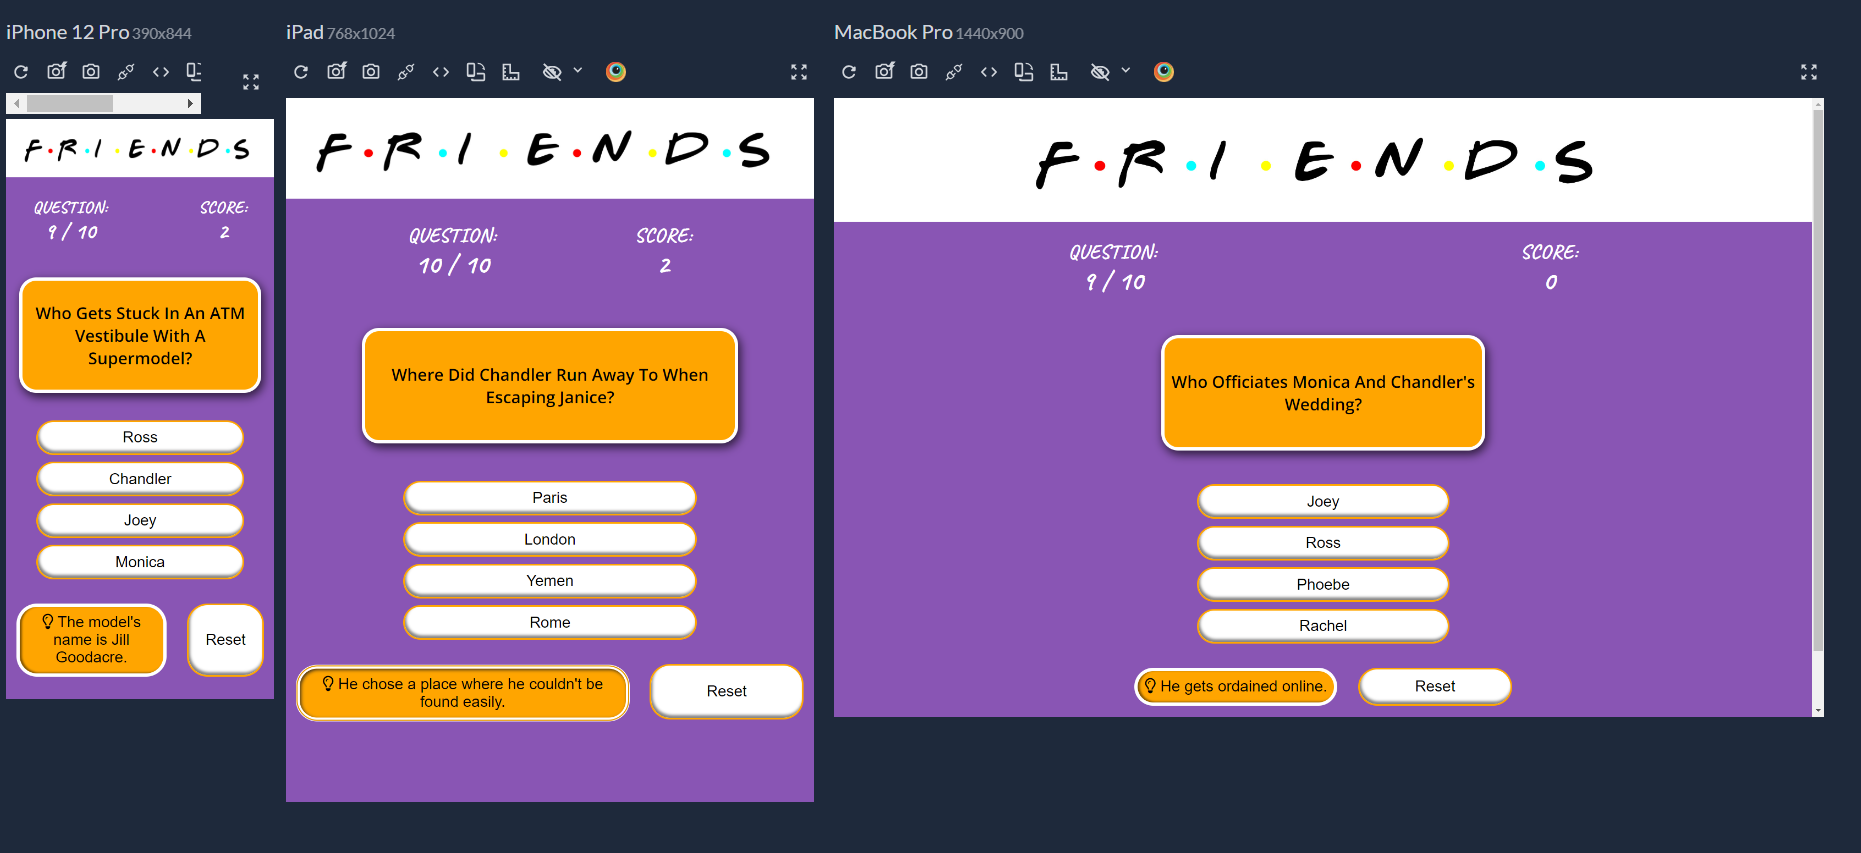 iPhone 12 Pro 390x844
F•R•I•E•N•D•S
QUESTION: SCORE:
9 / 10 2
Who Gets Stuck In An ATM
Vestibule With A
Supermodel?
Ross
Chandler
Joey
Monica
The model's
name is Jill
Goodacre.
Reset
iPad 768x1024
F•R•I•E•N•D•S
QUESTION: SCORE:
10 / 10 2
Where Did Chandler Run Away To When
Escaping Janice?
Paris
London
Yemen
Rome
He chose a place where he couldn't be
found easily.
Reset
MacBook Pro 1440x900
F•R•I•E•N•D•S
QUESTION: SCORE:
9 / 10 0
Who Officiates Monica And Chandler's
Wedding?
Joey
Ross
Phoebe
Rachel
He gets ordained online.
Reset